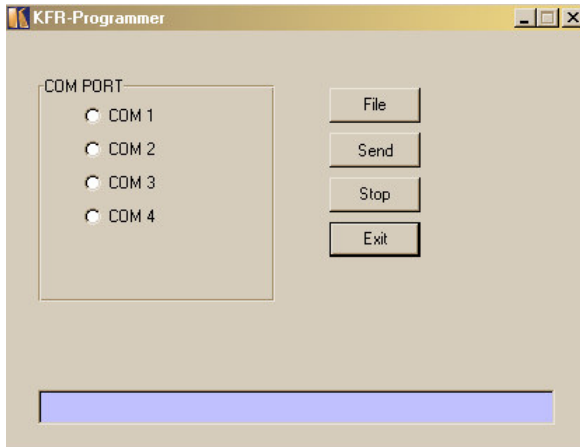 KFR-Programmer
COM PORT
COM 1
COM 2
COM 3
COM 4
File
Send
Stop
Exit